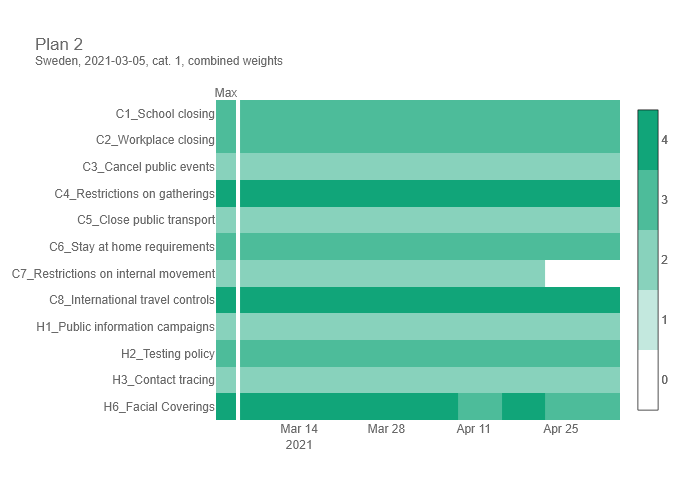 Plan 2
Sweden, 2021-03-05, cat. 1, combined weights
Max
C1_School closing
C2_Workplace closing
C3_Cancel public events
C4_Restrictions on gatherings
C5_Close public transport
C6_Stay at home requirements
C7_Restrictions on internal movement
C8_International travel controls
H1_Public information campaigns
H2_Testing policy
H3_Contact tracing
H6_Facial Coverings
Mar 14 Mar 28 Apr 11 Apr 25
2021
4
3
2
1
0